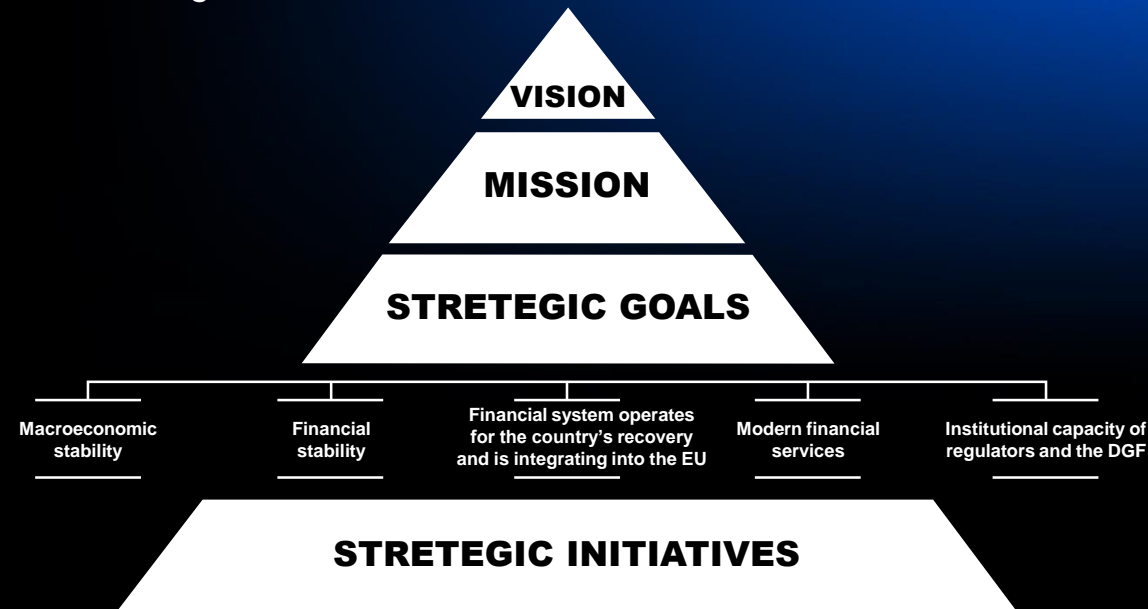 VISION
MISSION
STRETEGIC GOALS
Macroeconomic
stability
Financial
stability
Financial system operates
for the country's recovery
and is integrating into the EU
Modern financial
services
Institutional capacity of
regulators and the DGF
STRETEGIC INITIATIVES